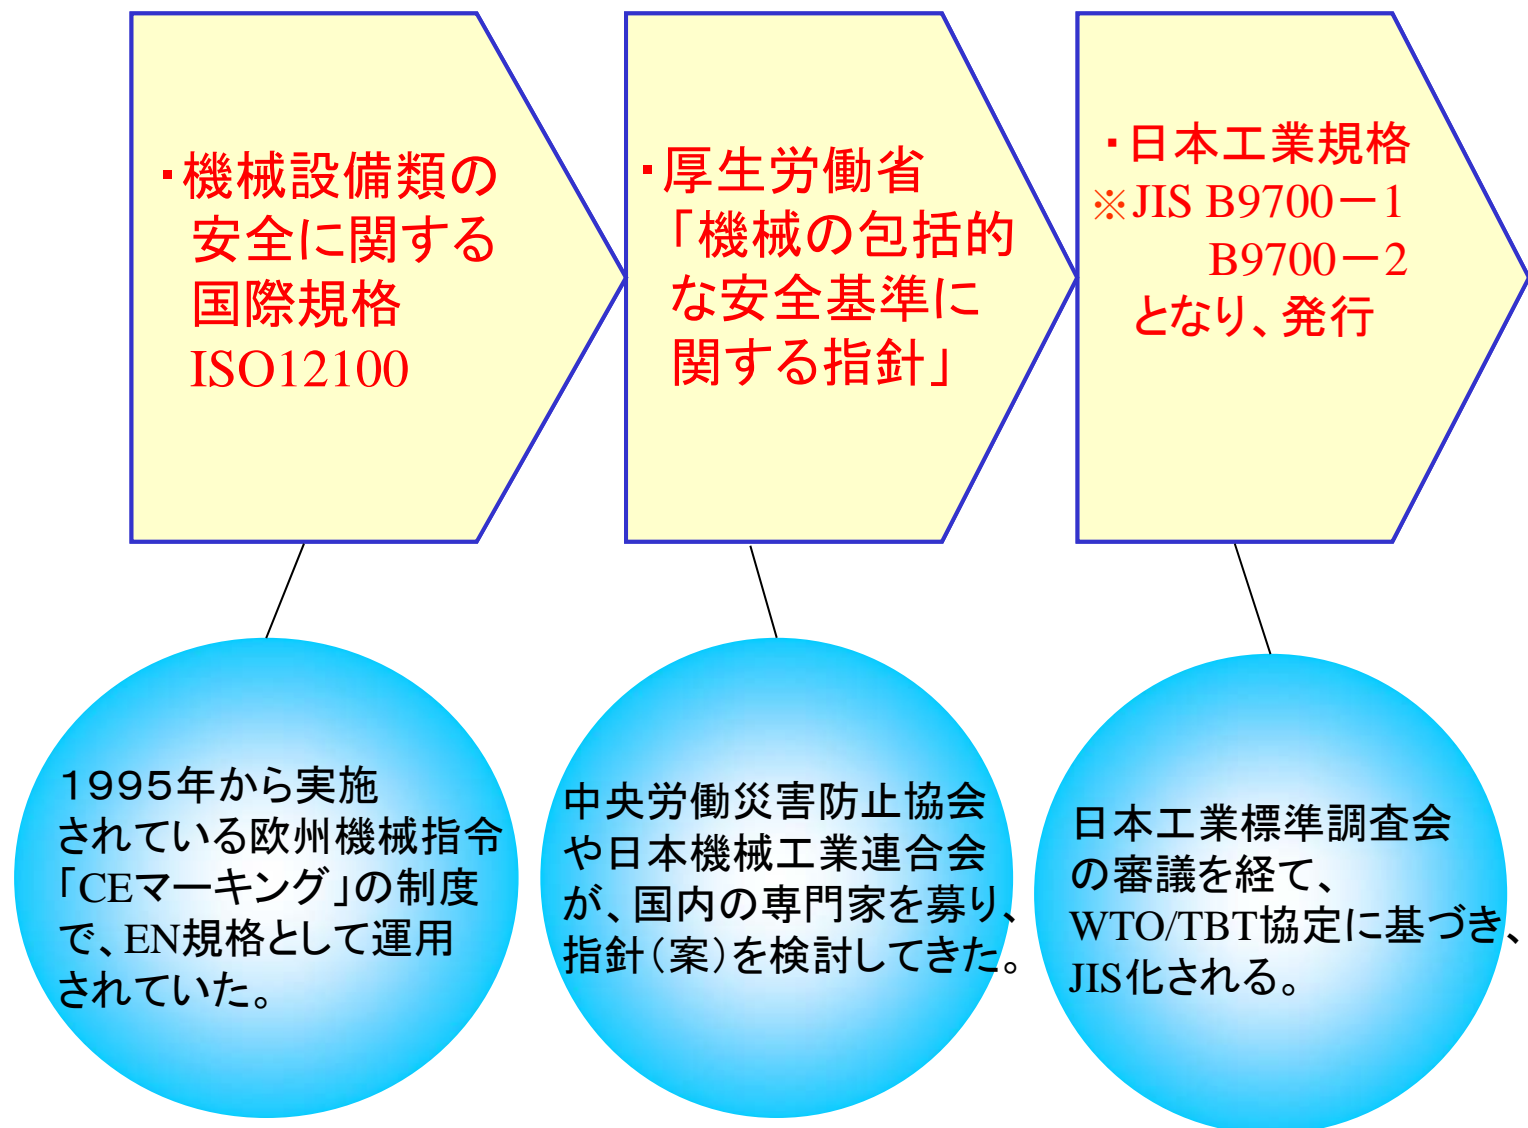 ・機械設備類の
安全に関する
国際規格
ISO12100
・厚生労働省
「機械の包括的
な安全基準に
関する指針」
・日本工業規格
※JIS B9700－1
B9700－2
となり、発行
１９９５年から実施
されている欧州機械指令
「CEマーキング」の制度
で、EN規格として運用
されていた。
中央労働災害防止協会
や日本機械工業連合会
が、国内の専門家を募り、
指針（案）を検討してきた。
日本工業標準調査会
の審議を経て、
WTO/TBT協定に基づき、
JIS化される。